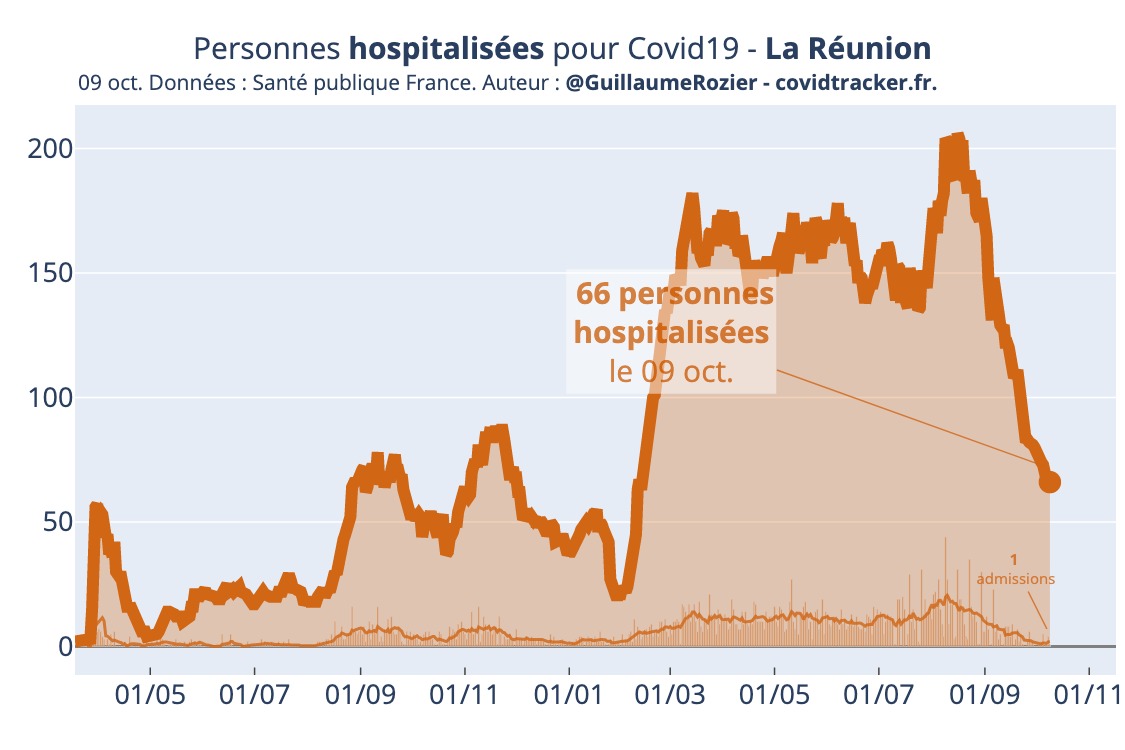 Personnes hospitalisées pour Covid19 - La Réunion
09 oct. Données : Santé publique France. Auteur : @GuillaumeRozier - covidtracker.fr.
200
150
66 personnes
hospitalisées
le 09 oct.
100
50
1
admissions
0
01/05 01/07 01/09 01/11 01/01 01/03 01/05 01/07 01/09 01/11